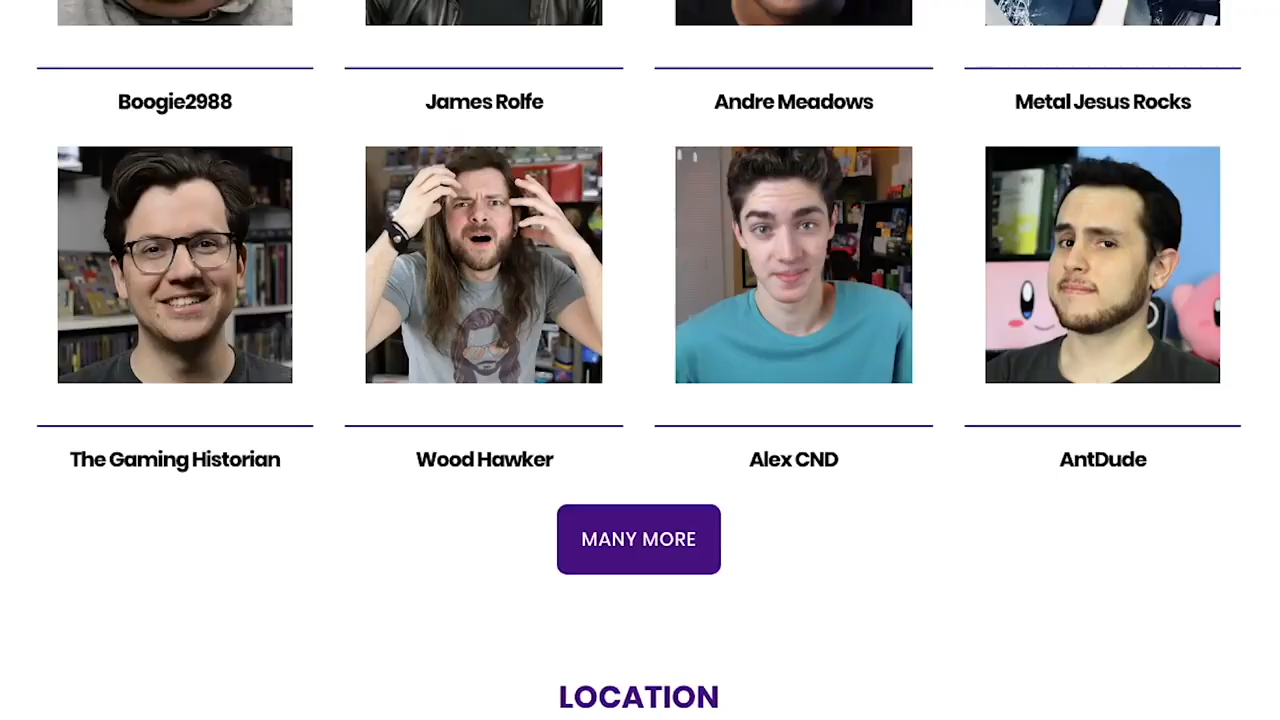 Boogie2988
James Rolfe
Andre Meadows
Metal Jesus Rocks
The Gaming Historian
Wood Hawker
Alex CND
AntDude
MANY MORE
LOCATION